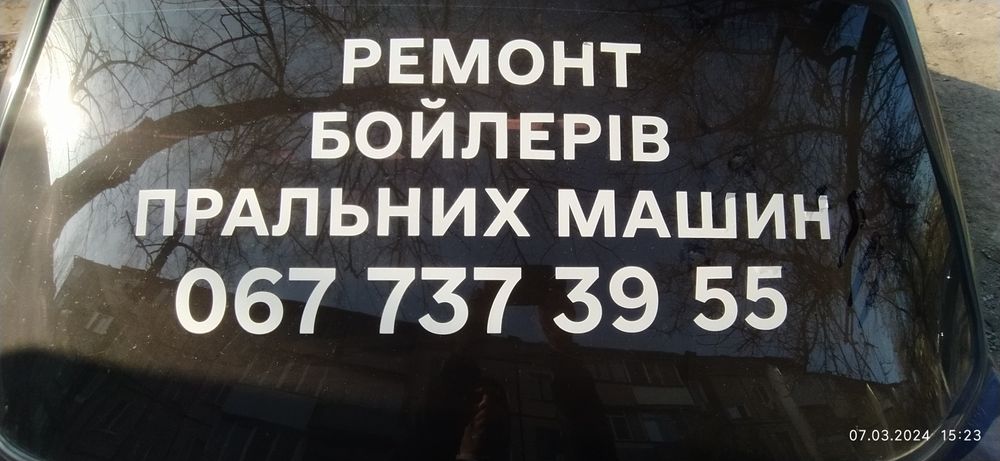 РЕМОНТ
БОЙЛЕРІВ
ПРАЛЬНИХ МАШИН
067 737 39 55
07.03.2024 15:23